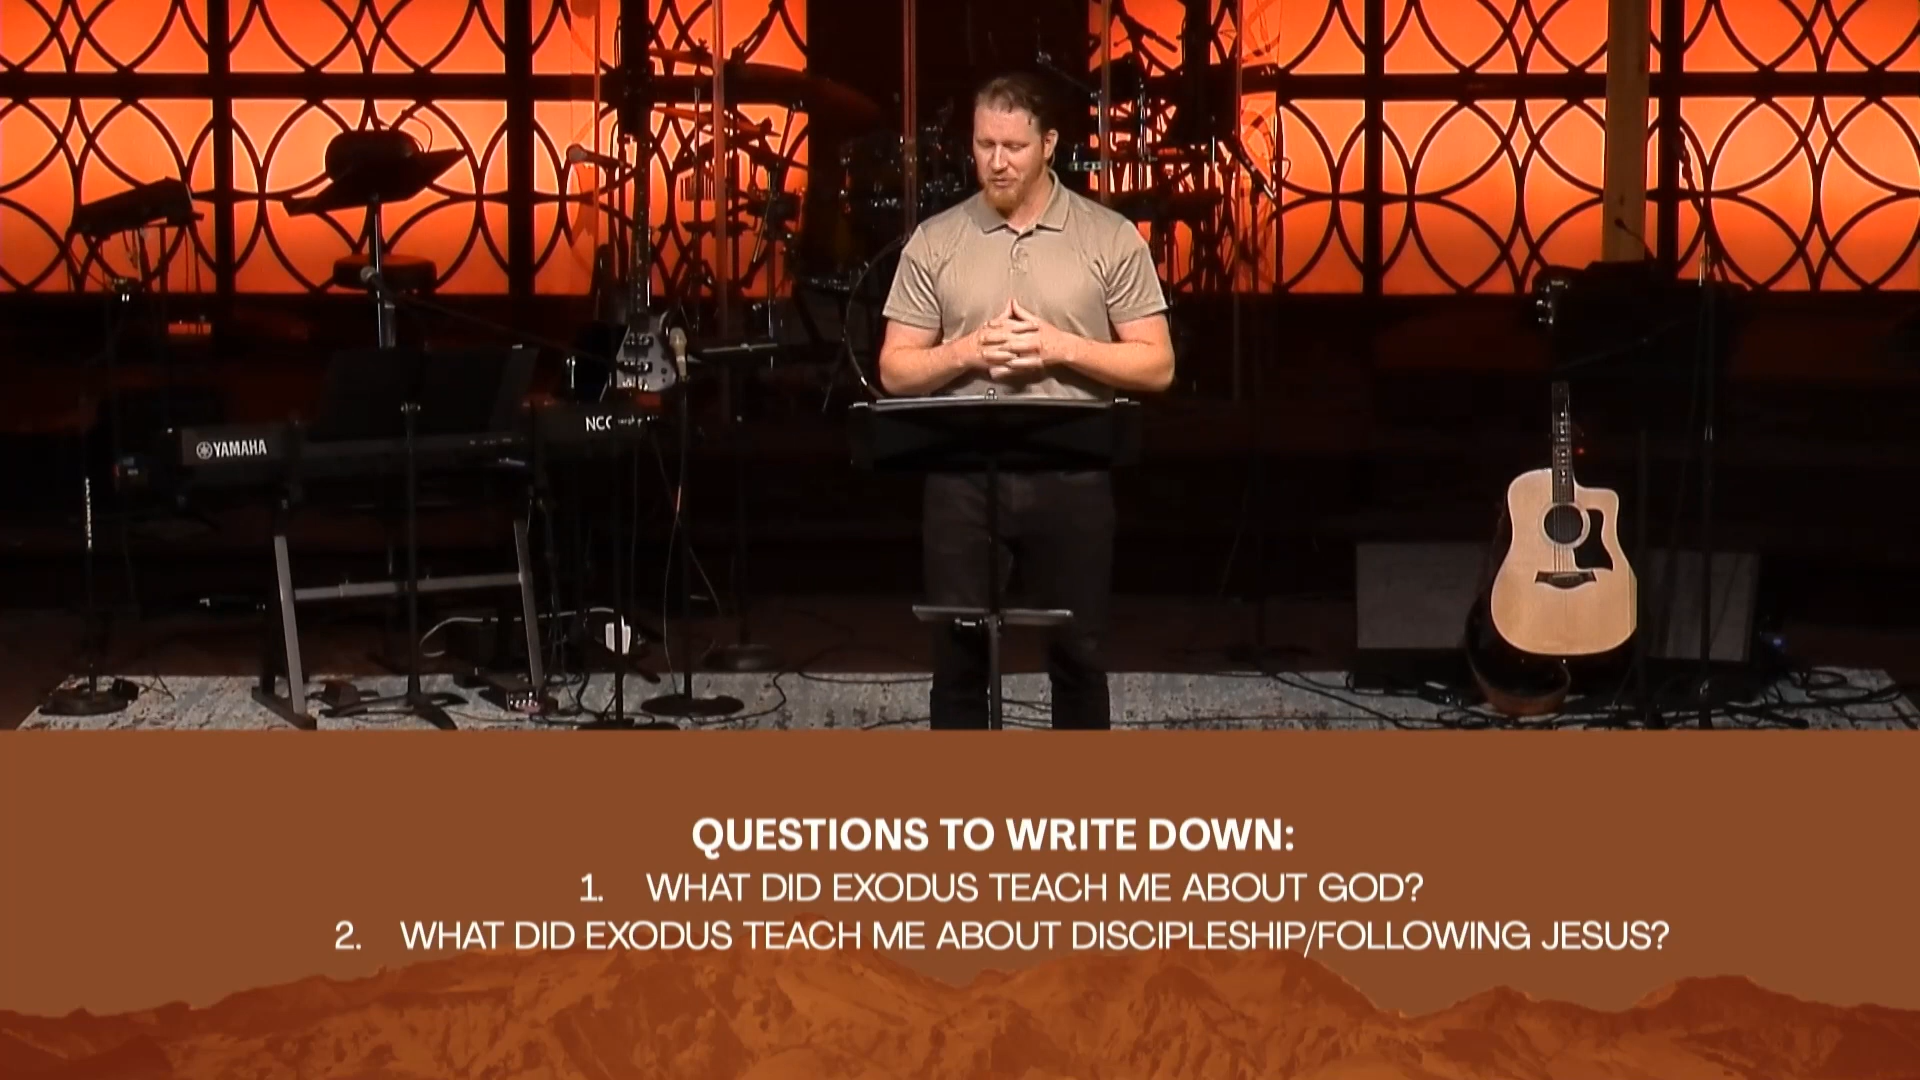 YAMAHA
NCC
QUESTIONS TO WRITE DOWN:
1. WHAT DID EXODUS TEACH ME ABOUT GOD?
2. WHAT DID EXODUS TEACH ME ABOUT DISCIPLESHIP/FOLLOWING JESUS?